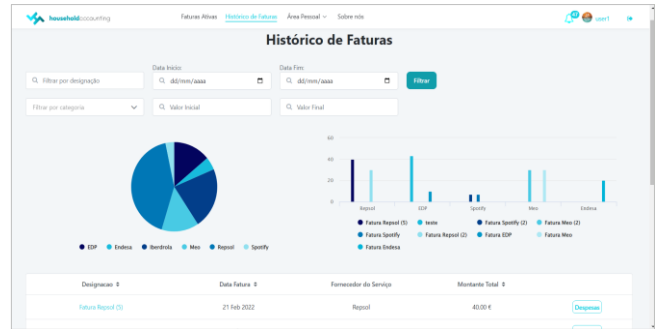 householdaccounting Faturas Ativas Histórico de Faturas Área Pessoal Sobre nós 47 user1
Histórico de Faturas
Data Início: Data Fim:
Filtrar por designação dd/mm/aaaa dd/mm/aaaa Filtrar
Filtrar por categoria Valor Inicial Valor Final
60
40
20
0
Repsol EDP Spotify Meo Endesa
Fatura Repsol (5) teste Fatura Spotify (2) Fatura Meo (2)
Fatura Spotify Fatura Repsol (2) Fatura EDP Fatura Meo
Fatura Endesa
EDP Endesa Iberdrola Meo Repsol Spotify
Designacao Data Fatura Fornecedor do Serviço Montante Total
Fatura Repsol (5) 21 Feb 2022 Repsol 40.00 € Despesas